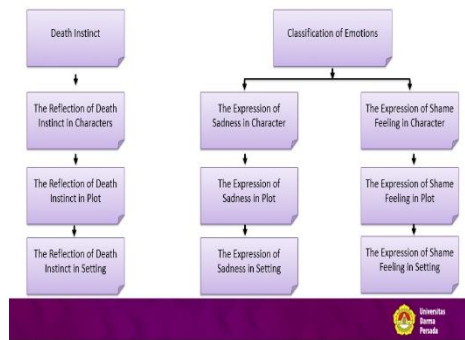 Death Instinct
Classification of Emotions
The Reflection of Death
Instinct in Characters
The Expression of
Sadness in Character
The Expression of Shame
Feeling in Character
The Reflection of Death
Instinct in Plot
The Expression of
Sadness in Plot
The Expression of Shame
Feeling in Plot
The Reflection of Death
Instinct in Setting
The Expression of
Sadness in Setting
The Expression of Shame
Feeling in Setting
Universitas
Darma
Persada